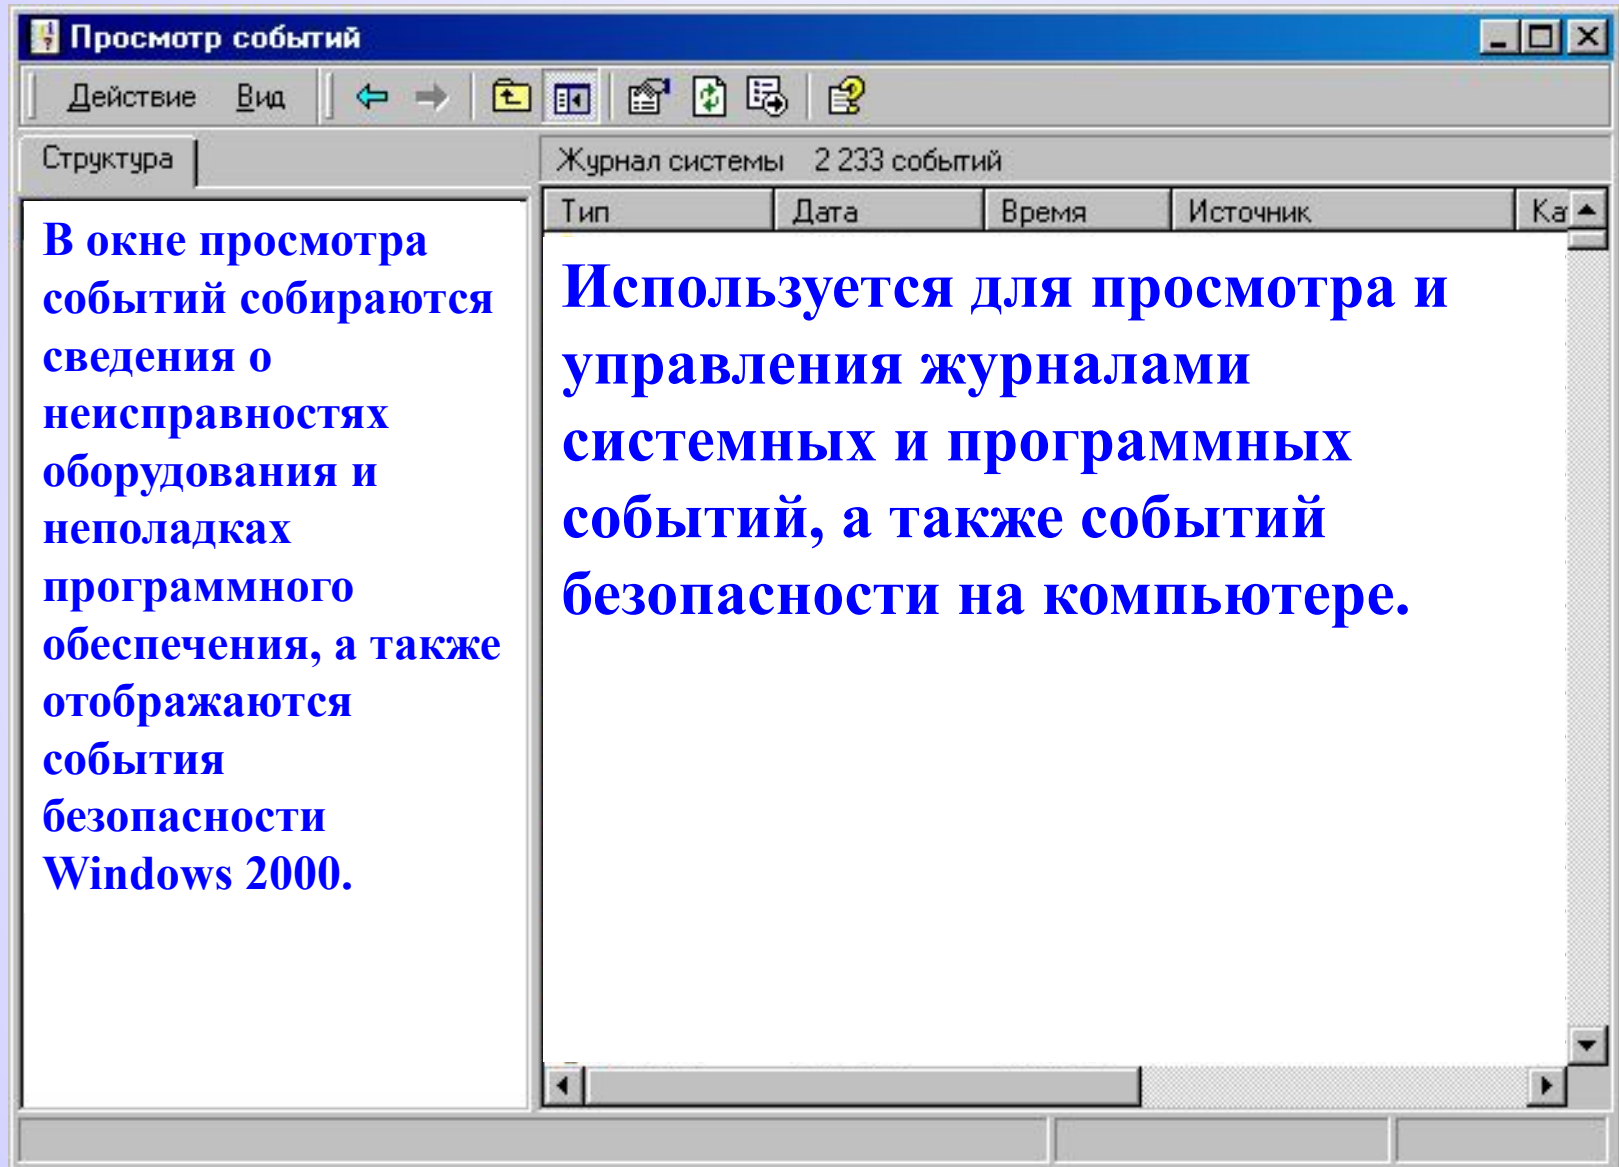 Просмотр событий
Действие Вид
Структура
Журнал системы 2 233 событий
Тип Дата Время Источник
В окне просмотра
событий собираются
сведения о
неисправностях
оборудования и
неполадках
программного
обеспечения, а также
отображаются
события
безопасности
Windows 2000.
Используется для просмотра и
управления журналами
системных и программных
событий, а также событий
безопасности на компьютере.